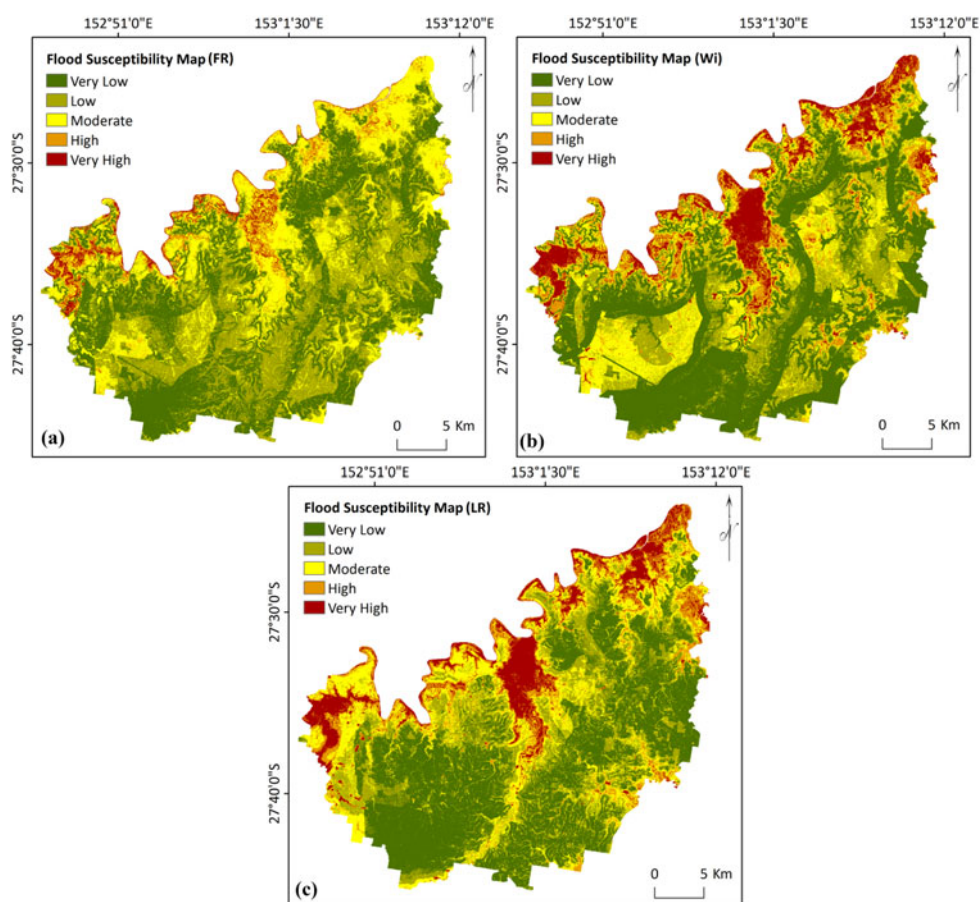 152°51'0"E 153°1'30"E 153°12'0"E
Flood Susceptibility Map (FR)
Very Low
Low
Moderate
High
Very High
27°30'0"S
27°40'0"S
0 5 Km
(a)
152°51'0"E 153°1'30"E 153°12'0"E
Flood Susceptibility Map (Wi)
Very Low
Low
Moderate
High
Very High
27°30'0"S
27°40'0"S
0 5 Km
(b)
152°51'0"E 153°1'30"E 153°12'0"E
Flood Susceptibility Map (LR)
Very Low
Low
Moderate
High
Very High
27°30'0"S
27°40'0"S
0 5 Km
(c)